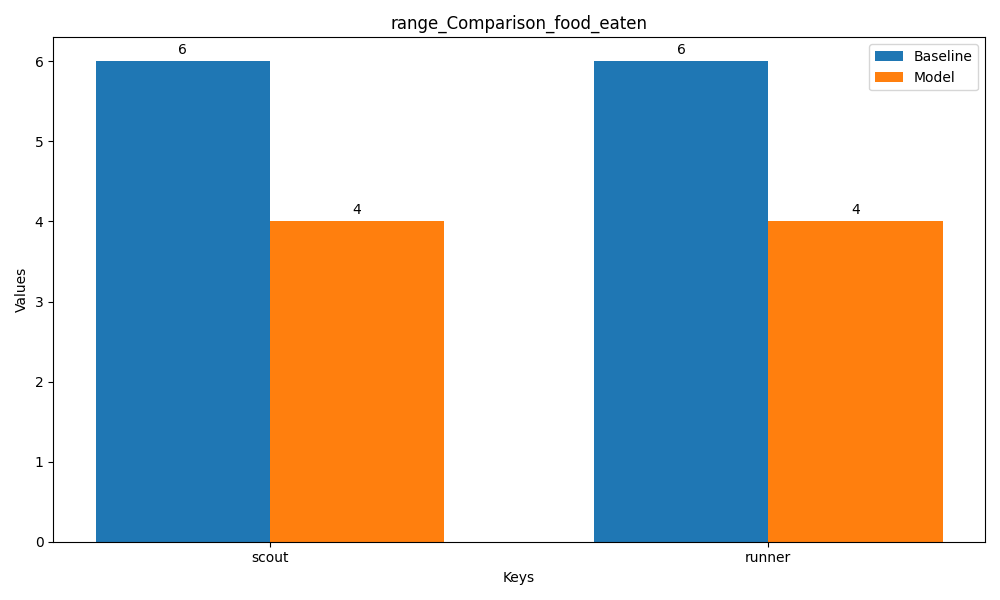 range_Comparison_food_eaten
Baseline
Model
6
4
6
4
Values
6
5
4
3
2
1
0
scout
runner
Keys